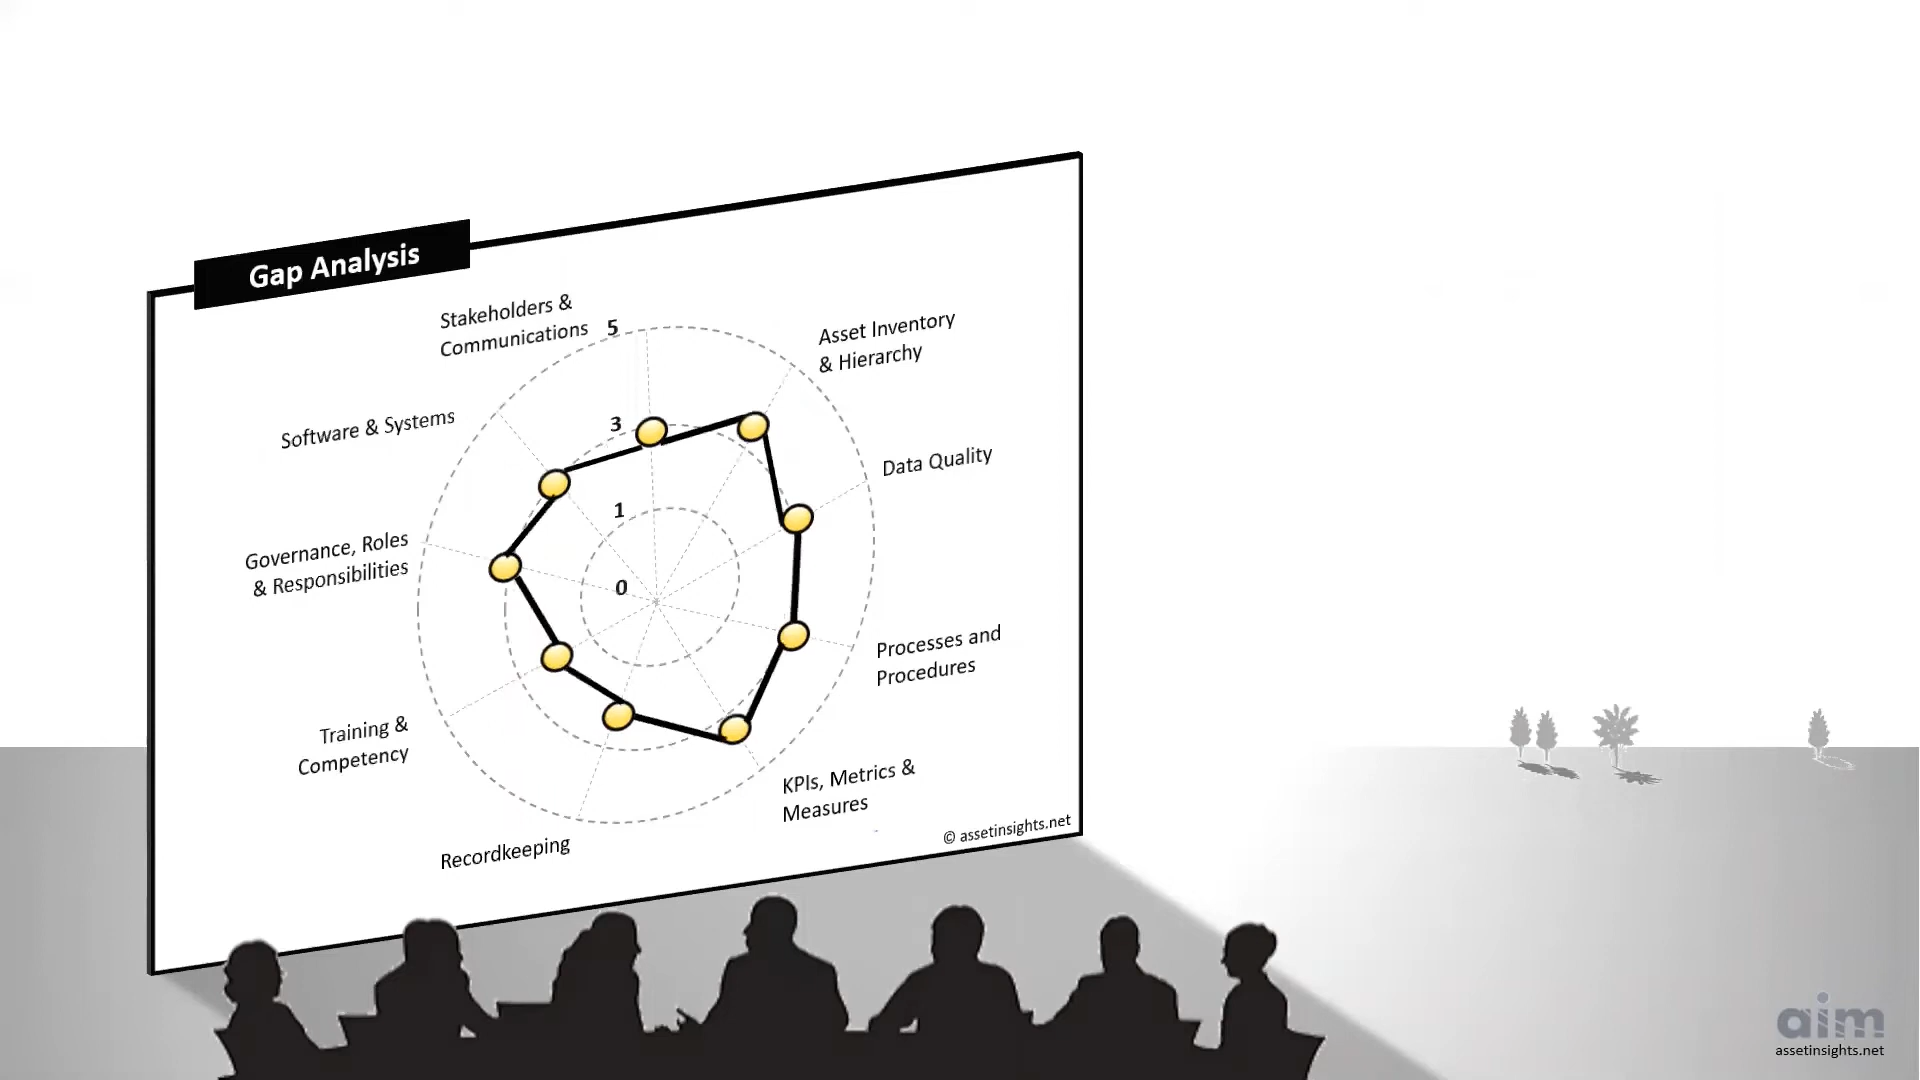 Gap Analysis
Stakeholders &
Communications
5
Asset Inventory
& Hierarchy
Software & Systems
3
Data Quality
1
Governance, Roles
& Responsibilities
0
Processes and
Procedures
Training &
Competency
KPIs, Metrics &
Measures
Recordkeeping
© assetinsights.net
aim
assetinsights.net